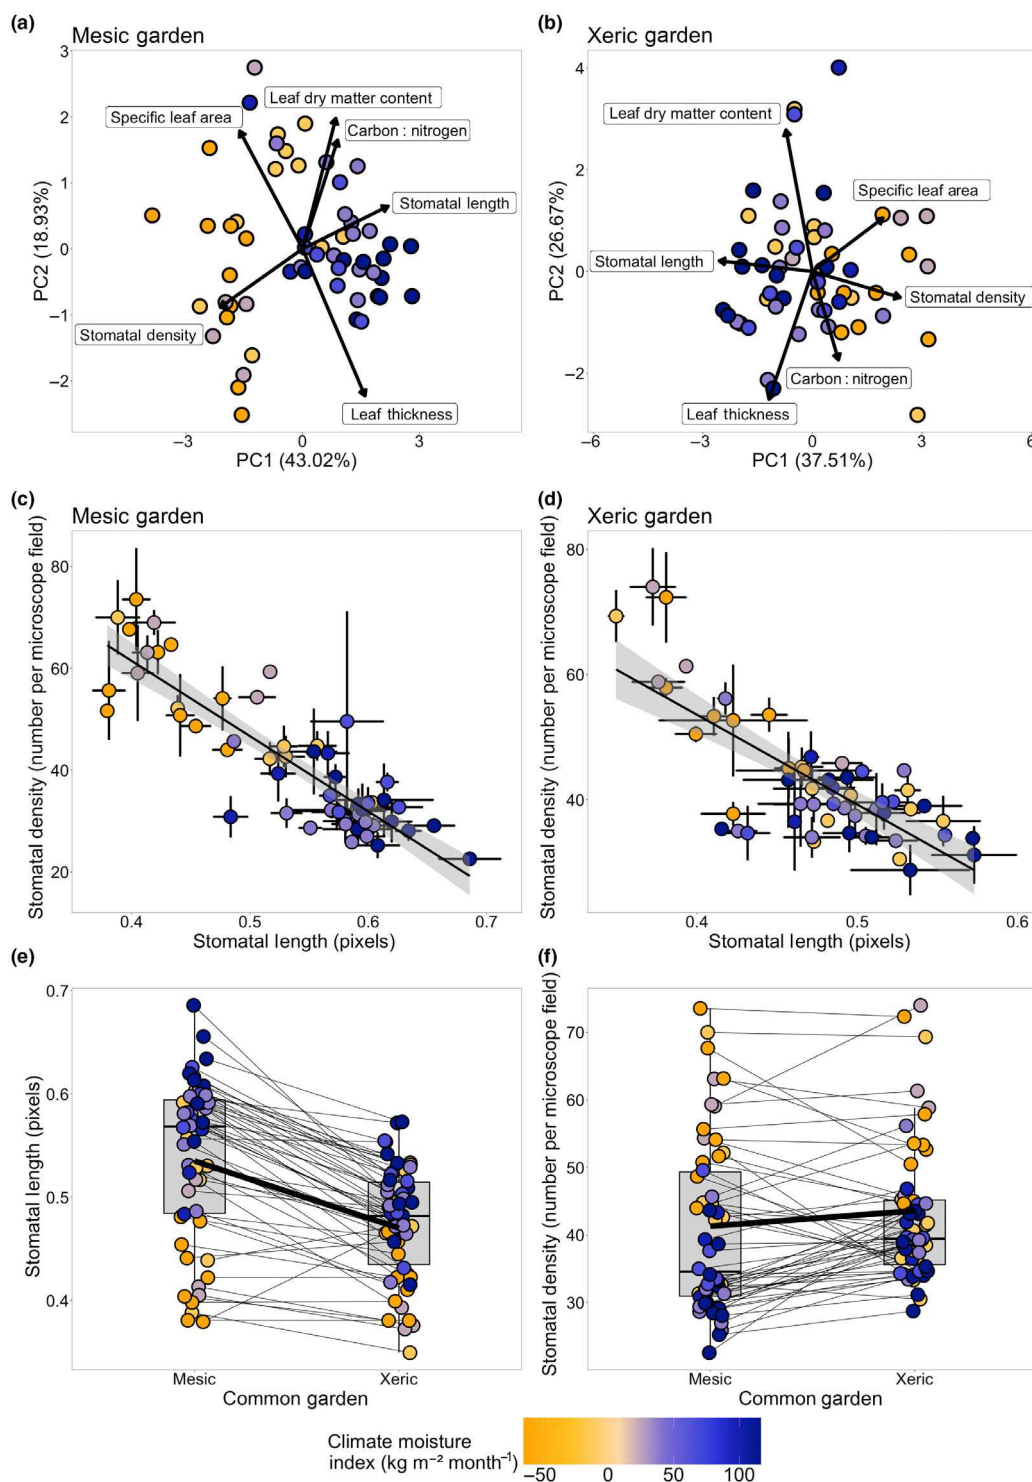 (a)
Mesic garden
3
2
1
0
−1
−2
PC2 (18.93%)
Leaf dry matter content
Specific leaf area
Carbon : nitrogen
Stomatal length
Stomatal density
Leaf thickness
−3
0
3
PC1 (43.02%)
(b)
Xeric garden
4
2
0
−2
PC2 (26.67%)
Leaf dry matter content
Specific leaf area
Stomatal length
Stomatal density
Carbon : nitrogen
Leaf thickness
−6
−3
0
3
6
PC1 (37.51%)
(c)
Mesic garden
80
60
40
20
Stomatal density (number per microscope field)
0.4
0.5
0.6
0.7
Stomatal length (pixels)
(d)
Xeric garden
80
60
40
Stomatal density (number per microscope field)
0.4
0.5
0.6
Stomatal length (pixels)
(e)
0.7
0.6
0.5
0.4
Stomatal length (pixels)
Mesic
Xeric
Common garden
(f)
70
60
50
40
30
Stomatal density (number per microscope field)
Mesic
Xeric
Common garden
Climate moisture
index (kg m⁻² month⁻¹)
−50
0
50
100